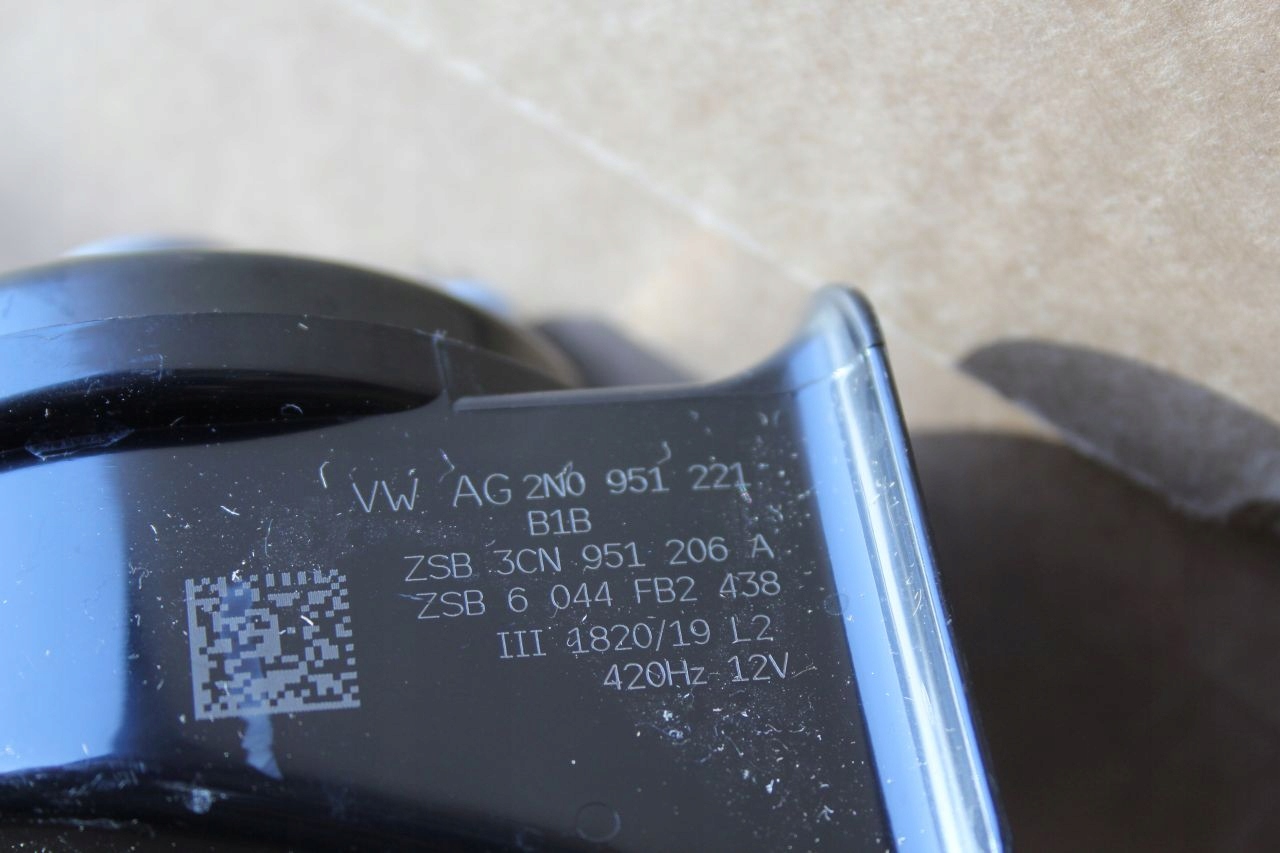 VW AG 2N0 951 221
B1B
ZSB 3CN 951 206 A
ZSB 6 044 FB2 438
III 1820/19 L2
420Hz 12V